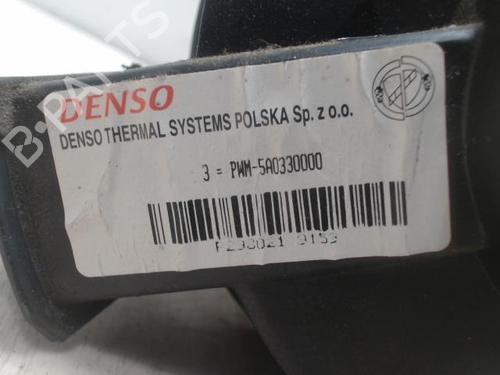 DENSO
DENSO THERMAL SYSTEMS POLSKA Sp. z o.o.
3 = PWM-5A0330000
B-PARTS